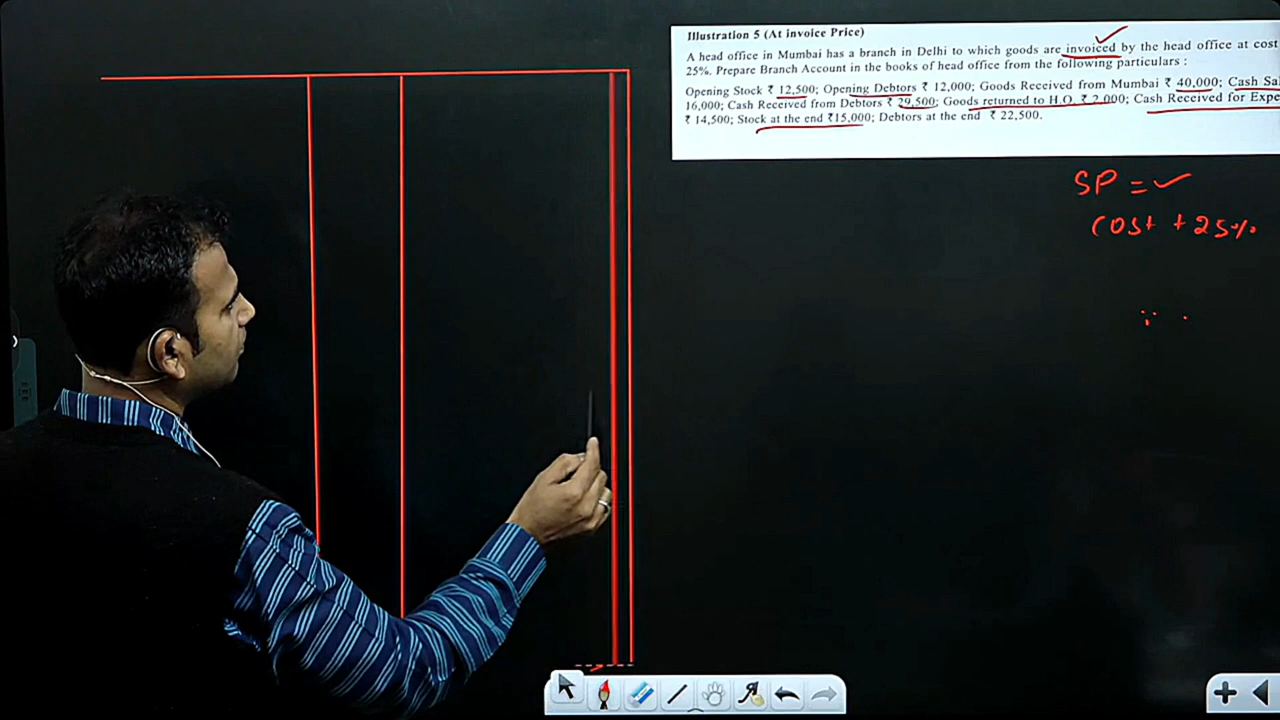 Illustration 5 (At invoice Price)
A head office in Mumbai has a branch in Delhi to which goods are invoiced by the head office at cost
25%. Prepare Branch Account in the books of head office from the following particulars :
Opening Stock ₹ 12,500; Opening Debtors ₹ 12,000; Goods Received from Mumbai ₹ 40,000; Cash Sa
16,000; Cash Received from Debtors ₹ 29,500; Goods returned to H.O. ₹ 2,000; Cash Received for Expe
₹ 14,500; Stock at the end ₹15,000; Debtors at the end ₹ 22,500.
SP = ✓
Cost + 25%